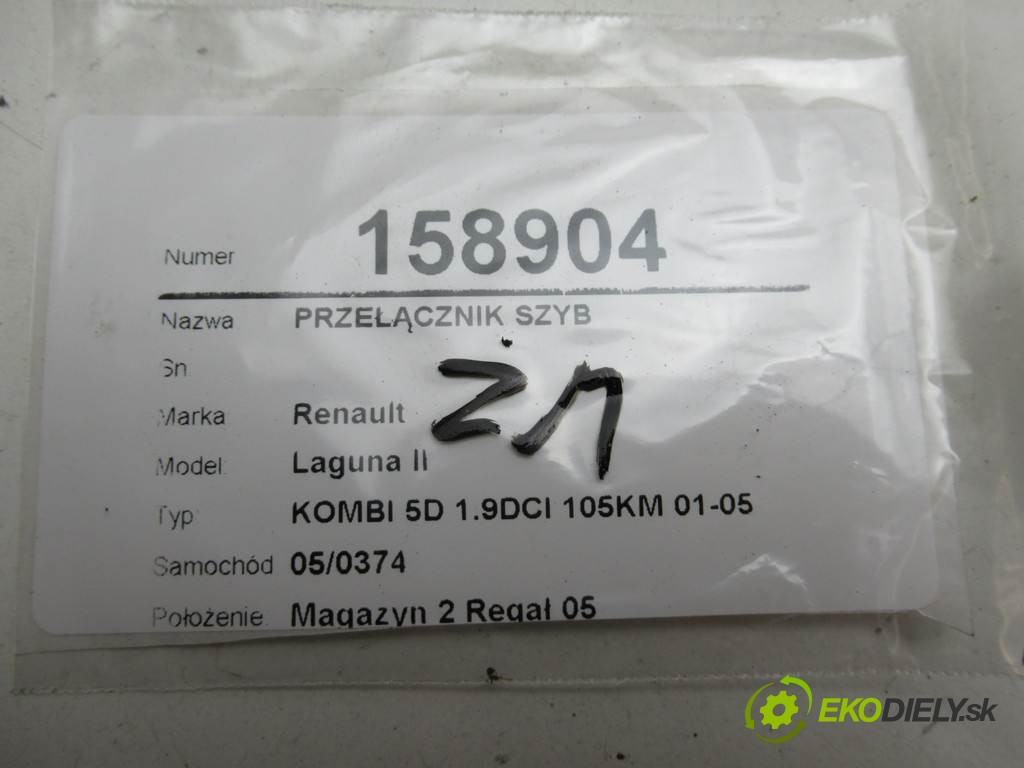 Numer 158904
Nazwa PRZEŁĄCZNIK SZYB
Sn
Marka Renault
Model Laguna II
Typ KOMBI 5D 1.9DCI 105KM 01-05
Samochód 05/0374
Położenie Magazyn 2 Regał 05
EKODIELY.sk